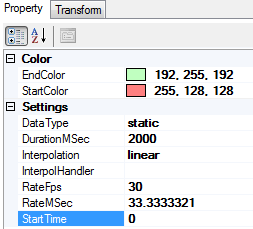 Property Transform
Color
EndColor 192, 255, 192
StartColor 255, 128, 128
Settings
DataType static
DurationMSec 2000
Interpolation linear
InterpolHandler
RateFps 30
RateMSec 33.3333321
StartTime 0